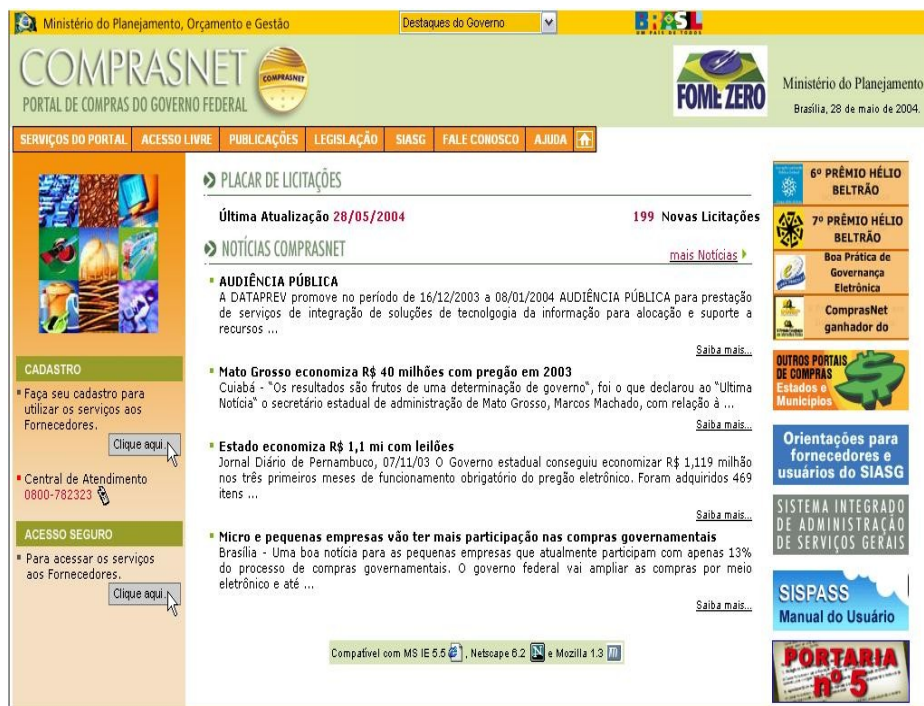 Ministério do Planejamento, Orçamento e Gestão
Destaques do Governo
BRASIL
UM PAÍS DE TODOS
COMPRASNET
PORTAL DE COMPRAS DO GOVERNO FEDERAL
COMPRASNET
FOME ZERO
Ministério do Planejamento
Brasília, 28 de maio de 2004.
SERVIÇOS DO PORTAL
ACESSO LIVRE
PUBLICAÇÕES
LEGISLAÇÃO
SIASG
FALE CONOSCO
AJUDA
CADASTRO
Faça seu cadastro para
utilizar os serviços aos
Fornecedores.
Clique aqui.
Central de Atendimento
0800-782323
ACESSO SEGURO
Para acessar os serviços
aos Fornecedores.
Clique aqui.
PLACAR DE LICITAÇÕES
Última Atualização 28/05/2004
199 Novas Licitações
NOTÍCIAS COMPRASNET
mais Notícias
AUDIÊNCIA PÚBLICA
A DATAPREV promove no período de 16/12/2003 a 08/01/2004 AUDIÊNCIA PÚBLICA para prestação
de serviços de integração de soluções de tecnolgogia da informação para alocação e suporte a
recursos ...
Saiba mais...
Mato Grosso economiza R$ 40 milhões com pregão em 2003
Cuiabá - "Os resultados são frutos de uma determinação de governo", foi o que declarou ao "Ultima
Notícia" o secretário estadual de administração de Mato Grosso, Marcos Machado, com relação à ...
Saiba mais...
Estado economiza R$ 1,1 mi com leilões
Jornal Diário de Pernambuco, 07/11/03 O Governo estadual conseguiu economizar R$ 1,119 milhão
nos três primeiros meses de funcionamento obrigatório do pregão eletrônico. Foram adquiridos 469
itens ...
Saiba mais...
Micro e pequenas empresas vão ter mais participação nas compras governamentais
Brasília - Uma boa notícia para as pequenas empresas que atualmente participam com apenas 13%
do processo de compras governamentais. O governo federal vai ampliar as compras por meio
eletrônico e até ...
Saiba mais...
Compatível com MS IE 5.5 , Netscape 6.2 N e Mozilla 1.3 m
6º PRÊMIO HÉLIO
BELTRÃO
7º PRÊMIO HÉLIO
BELTRÃO
Boa Prática de
Governança
Eletrônica
ComprasNet
ganhador do
OUTROS PORTAIS
DE COMPRAS
Estados e
Municípios
Orientações para
fornecedores e
usuários do SIASG
SISTEMA INTEGRADO
DE ADMINISTRAÇÃO
DE SERVIÇOS GERAIS
SISPASS
Manual do Usuário
PORTARIA
nº 5